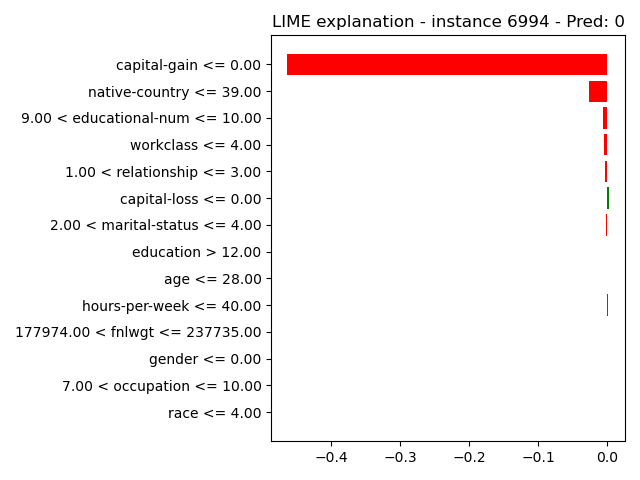 LIME explanation - instance 6994 - Pred: 0
capital-gain <= 0.00
native-country <= 39.00
9.00 < educational-num <= 10.00
workclass <= 4.00
1.00 < relationship <= 3.00
capital-loss <= 0.00
2.00 < marital-status <= 4.00
education > 12.00
age <= 28.00
hours-per-week <= 40.00
177974.00 < fnlwgt <= 237735.00
gender <= 0.00
7.00 < occupation <= 10.00
race <= 4.00
−0.4 −0.3 −0.2 −0.1 0.0